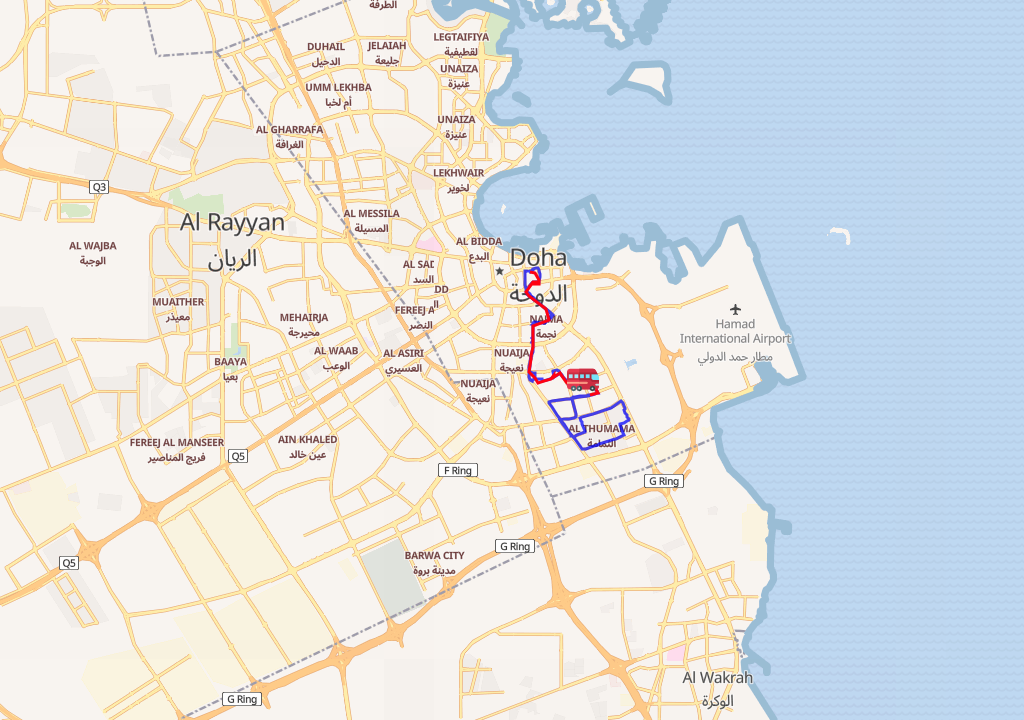 الطرفة
LEGTAIFIYA
لقطيفية
DUHAIL
الدحيل
JELAIAH
جليعة
UNAIZA
عنيزة
UMM LEKHBA
أم لخبا
UNAIZA
عنيزة
AL GHARRAFA
الغرافة
LEKHWAIR
لخوير
Q3
Al Rayyan
الريان
AL MESSILA
المسيلة
AL WAJBA
الوجبة
AL BIDDA
البدع
Doha
الدوحة
AL SAD
السد
DD
ال
MUAITHER
معيذر
FEREEJ A
النصر
MEHAIRJA
محيرجة
NAJMA
نجمة
Hamad
International Airport
مطار حمد الدولي
AL WAAB
الوعب
AL ASIRI
العسيري
NUAIJA
نعيجة
BAAYA
بعيا
NUAIJA
نعيجة
AL THUMAMA
الثمامة
FEREEJ AL MANSEER
فريج المناصير
AIN KHALED
عين خالد
Q5
F Ring
G Ring
G Ring
BARWA CITY
مدينة بروة
Q5
Al Wakrah
الوكرة
G Ring